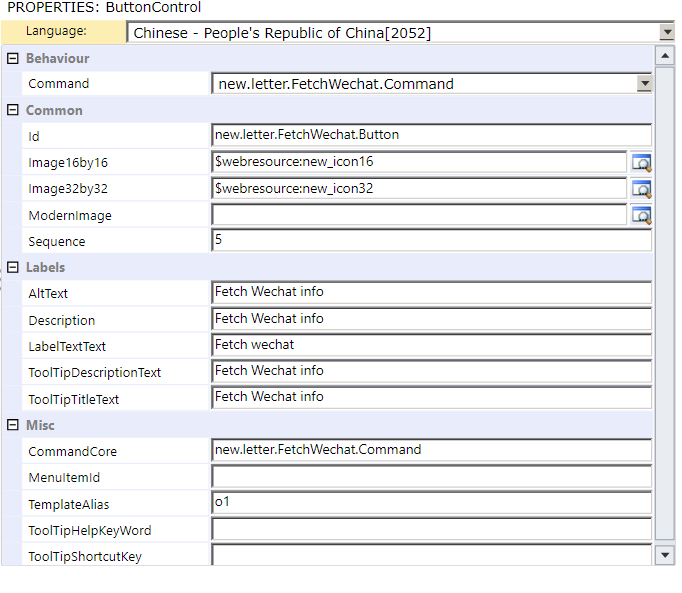 PROPERTIES: ButtonControl
Language: Chinese - People's Republic of China[2052]
Behaviour
Command new.letter.FetchWechat.Command
Common
Id new.letter.FetchWechat.Button
Image16by16 $webresource:new_icon16
Image32by32 $webresource:new_icon32
ModernImage
Sequence 5
Labels
AltText Fetch Wechat info
Description Fetch Wechat info
LabelTextText Fetch wechat
ToolTipDescriptionText Fetch Wechat info
ToolTipTitleText Fetch Wechat info
Misc
CommandCore new.letter.FetchWechat.Command
MenuItemId
TemplateAlias o1
ToolTipHelpKeyWord
ToolTipShortcutKey